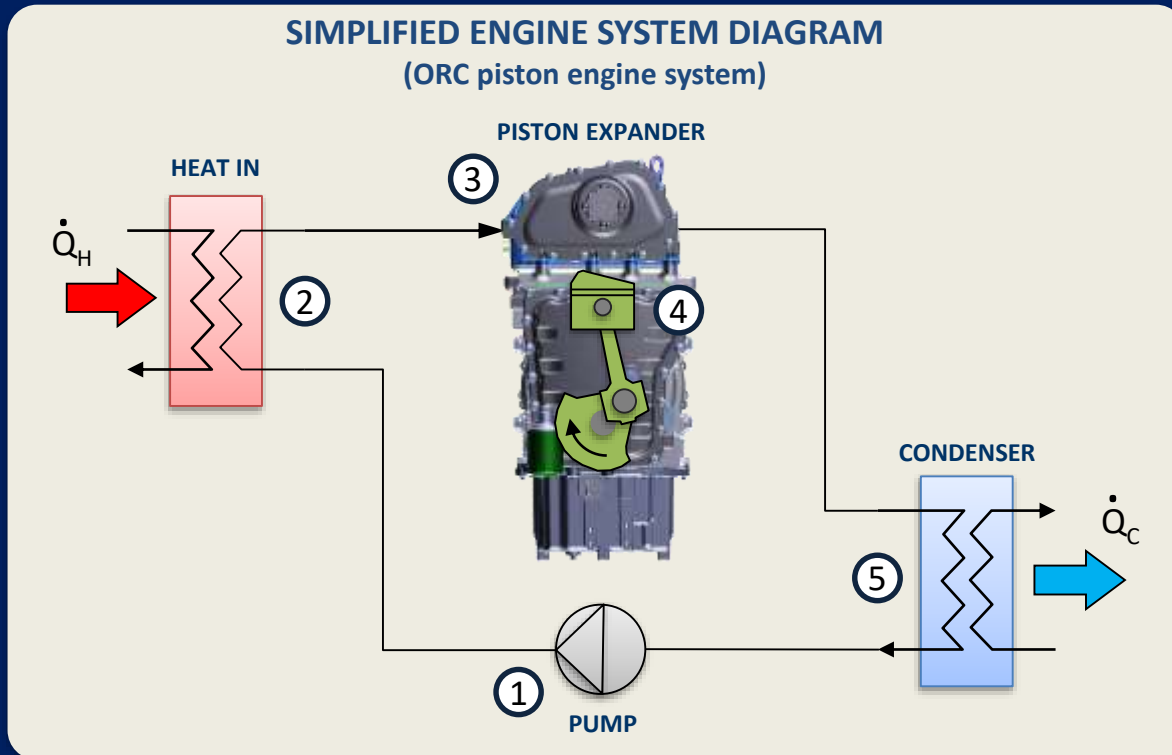 SIMPLIFIED ENGINE SYSTEM DIAGRAM
(ORC piston engine system)
PISTON EXPANDER
HEAT IN
3
Q̇H
2
4
CONDENSER
Q̇C
5
1
PUMP